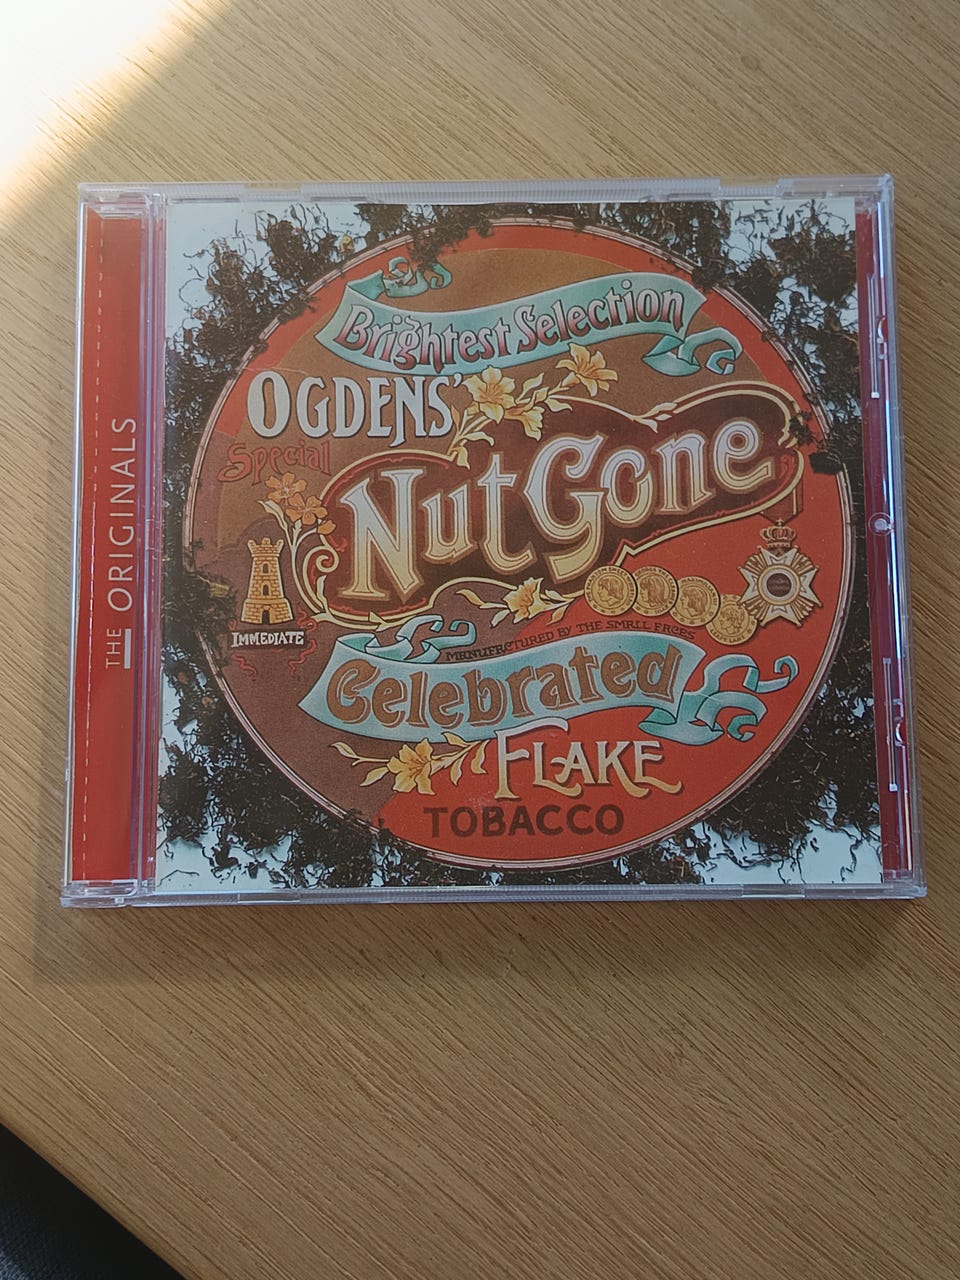 THE ORIGINALS
Brightest Selection
OGDENS'
Special
Nut Gone
IMMEDIATE
MANUFACTURED BY THE SMALL FACES
Celebrated
FLAKE
TOBACCO